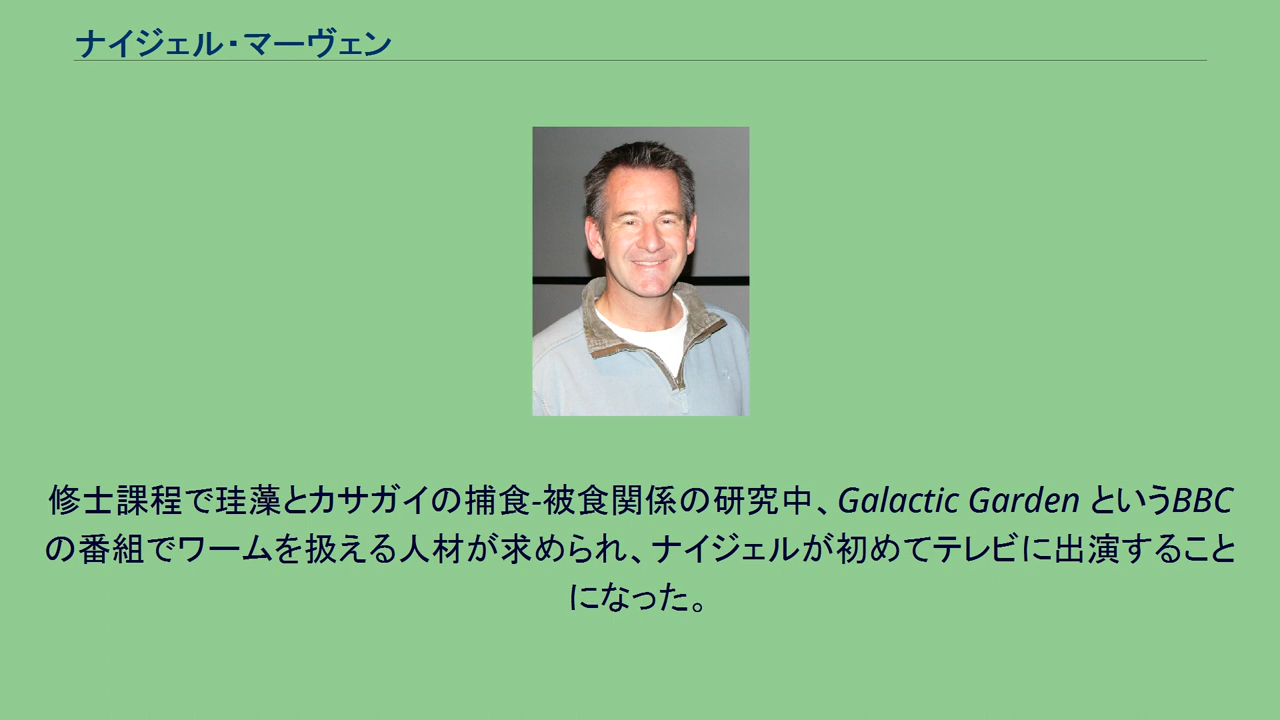 ナイジェル・マーヴェン
修士課程で珪藻とカサガイの捕食-被食関係の研究中、Galactic Garden というBBC
の番組でワームを扱える人材が求められ、ナイジェルが初めてテレビに出演すること
になった。